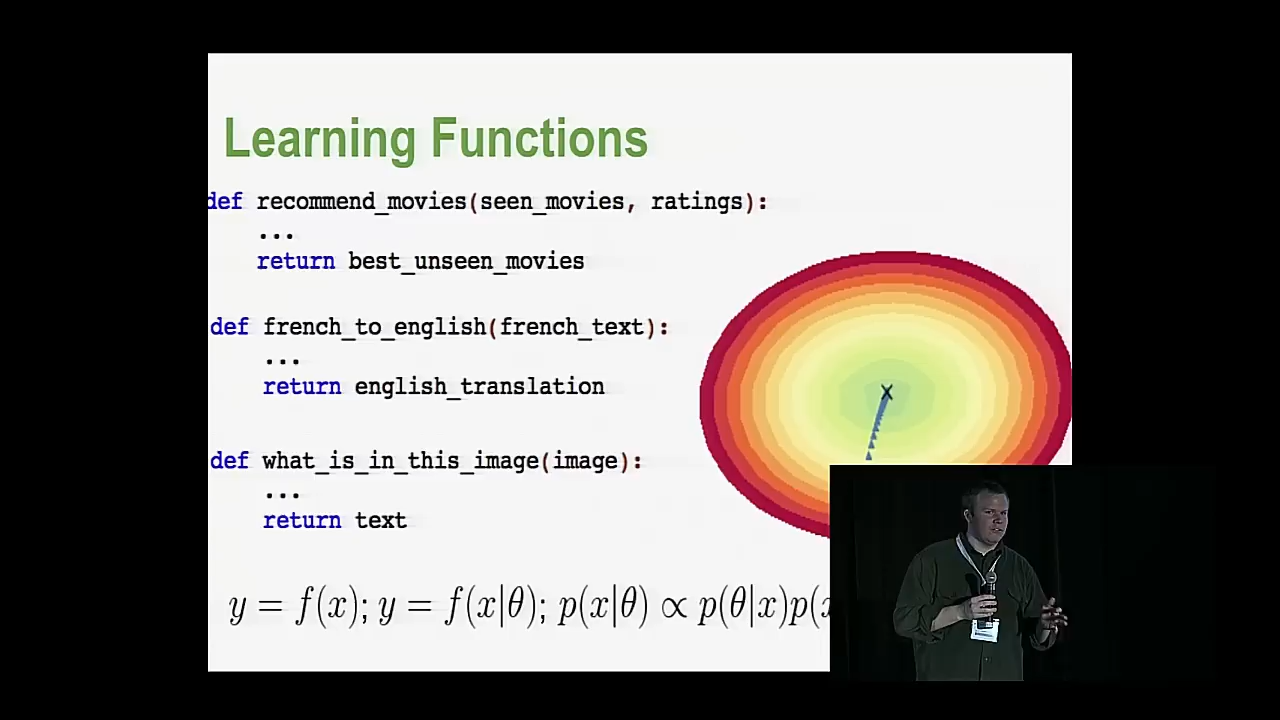 Learning Functions
def recommend_movies(seen_movies, ratings):
...
return best_unseen_movies
def french_to_english(french_text):
...
return english_translation
def what_is_in_this_image(image):
...
return text
y = f(x); y = f(x|θ); p(x|θ) ∝ p(θ|x)p(x